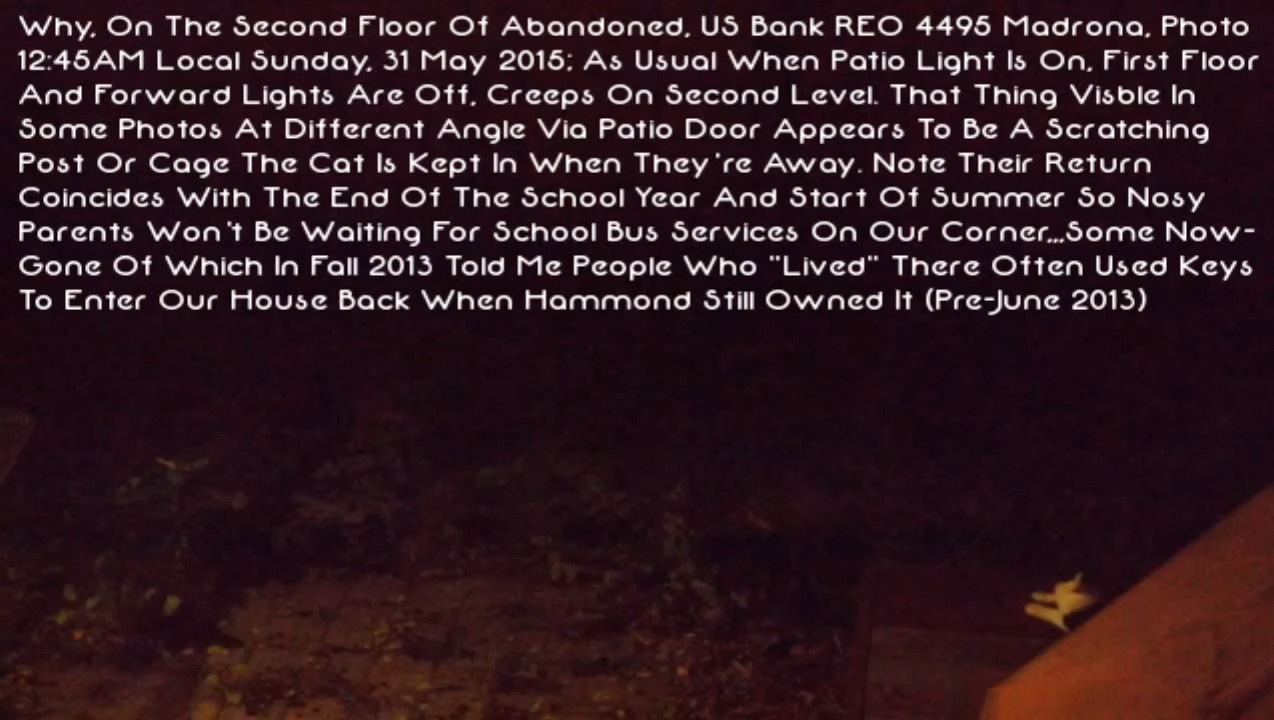 Why, On The Second Floor Of Abandoned, US Bank REO 4495 Madrona, Photo
12:45AM Local Sunday, 31 May 2015; As Usual When Patio Light Is On, First Floor
And Forward Lights Are Off, Creeps On Second Level. That Thing Visble In
Some Photos At Different Angle Via Patio Door Appears To Be A Scratching
Post Or Cage The Cat Is Kept In When They're Away. Note Their Return
Coincides With The End Of The School Year And Start Of Summer So Nosy
Parents Won't Be Waiting For School Bus Services On Our Corner,,,Some Now-
Gone Of Which In Fall 2013 Told Me People Who "Lived" There Often Used Keys
To Enter Our House Back When Hammond Still Owned It (Pre-June 2013)